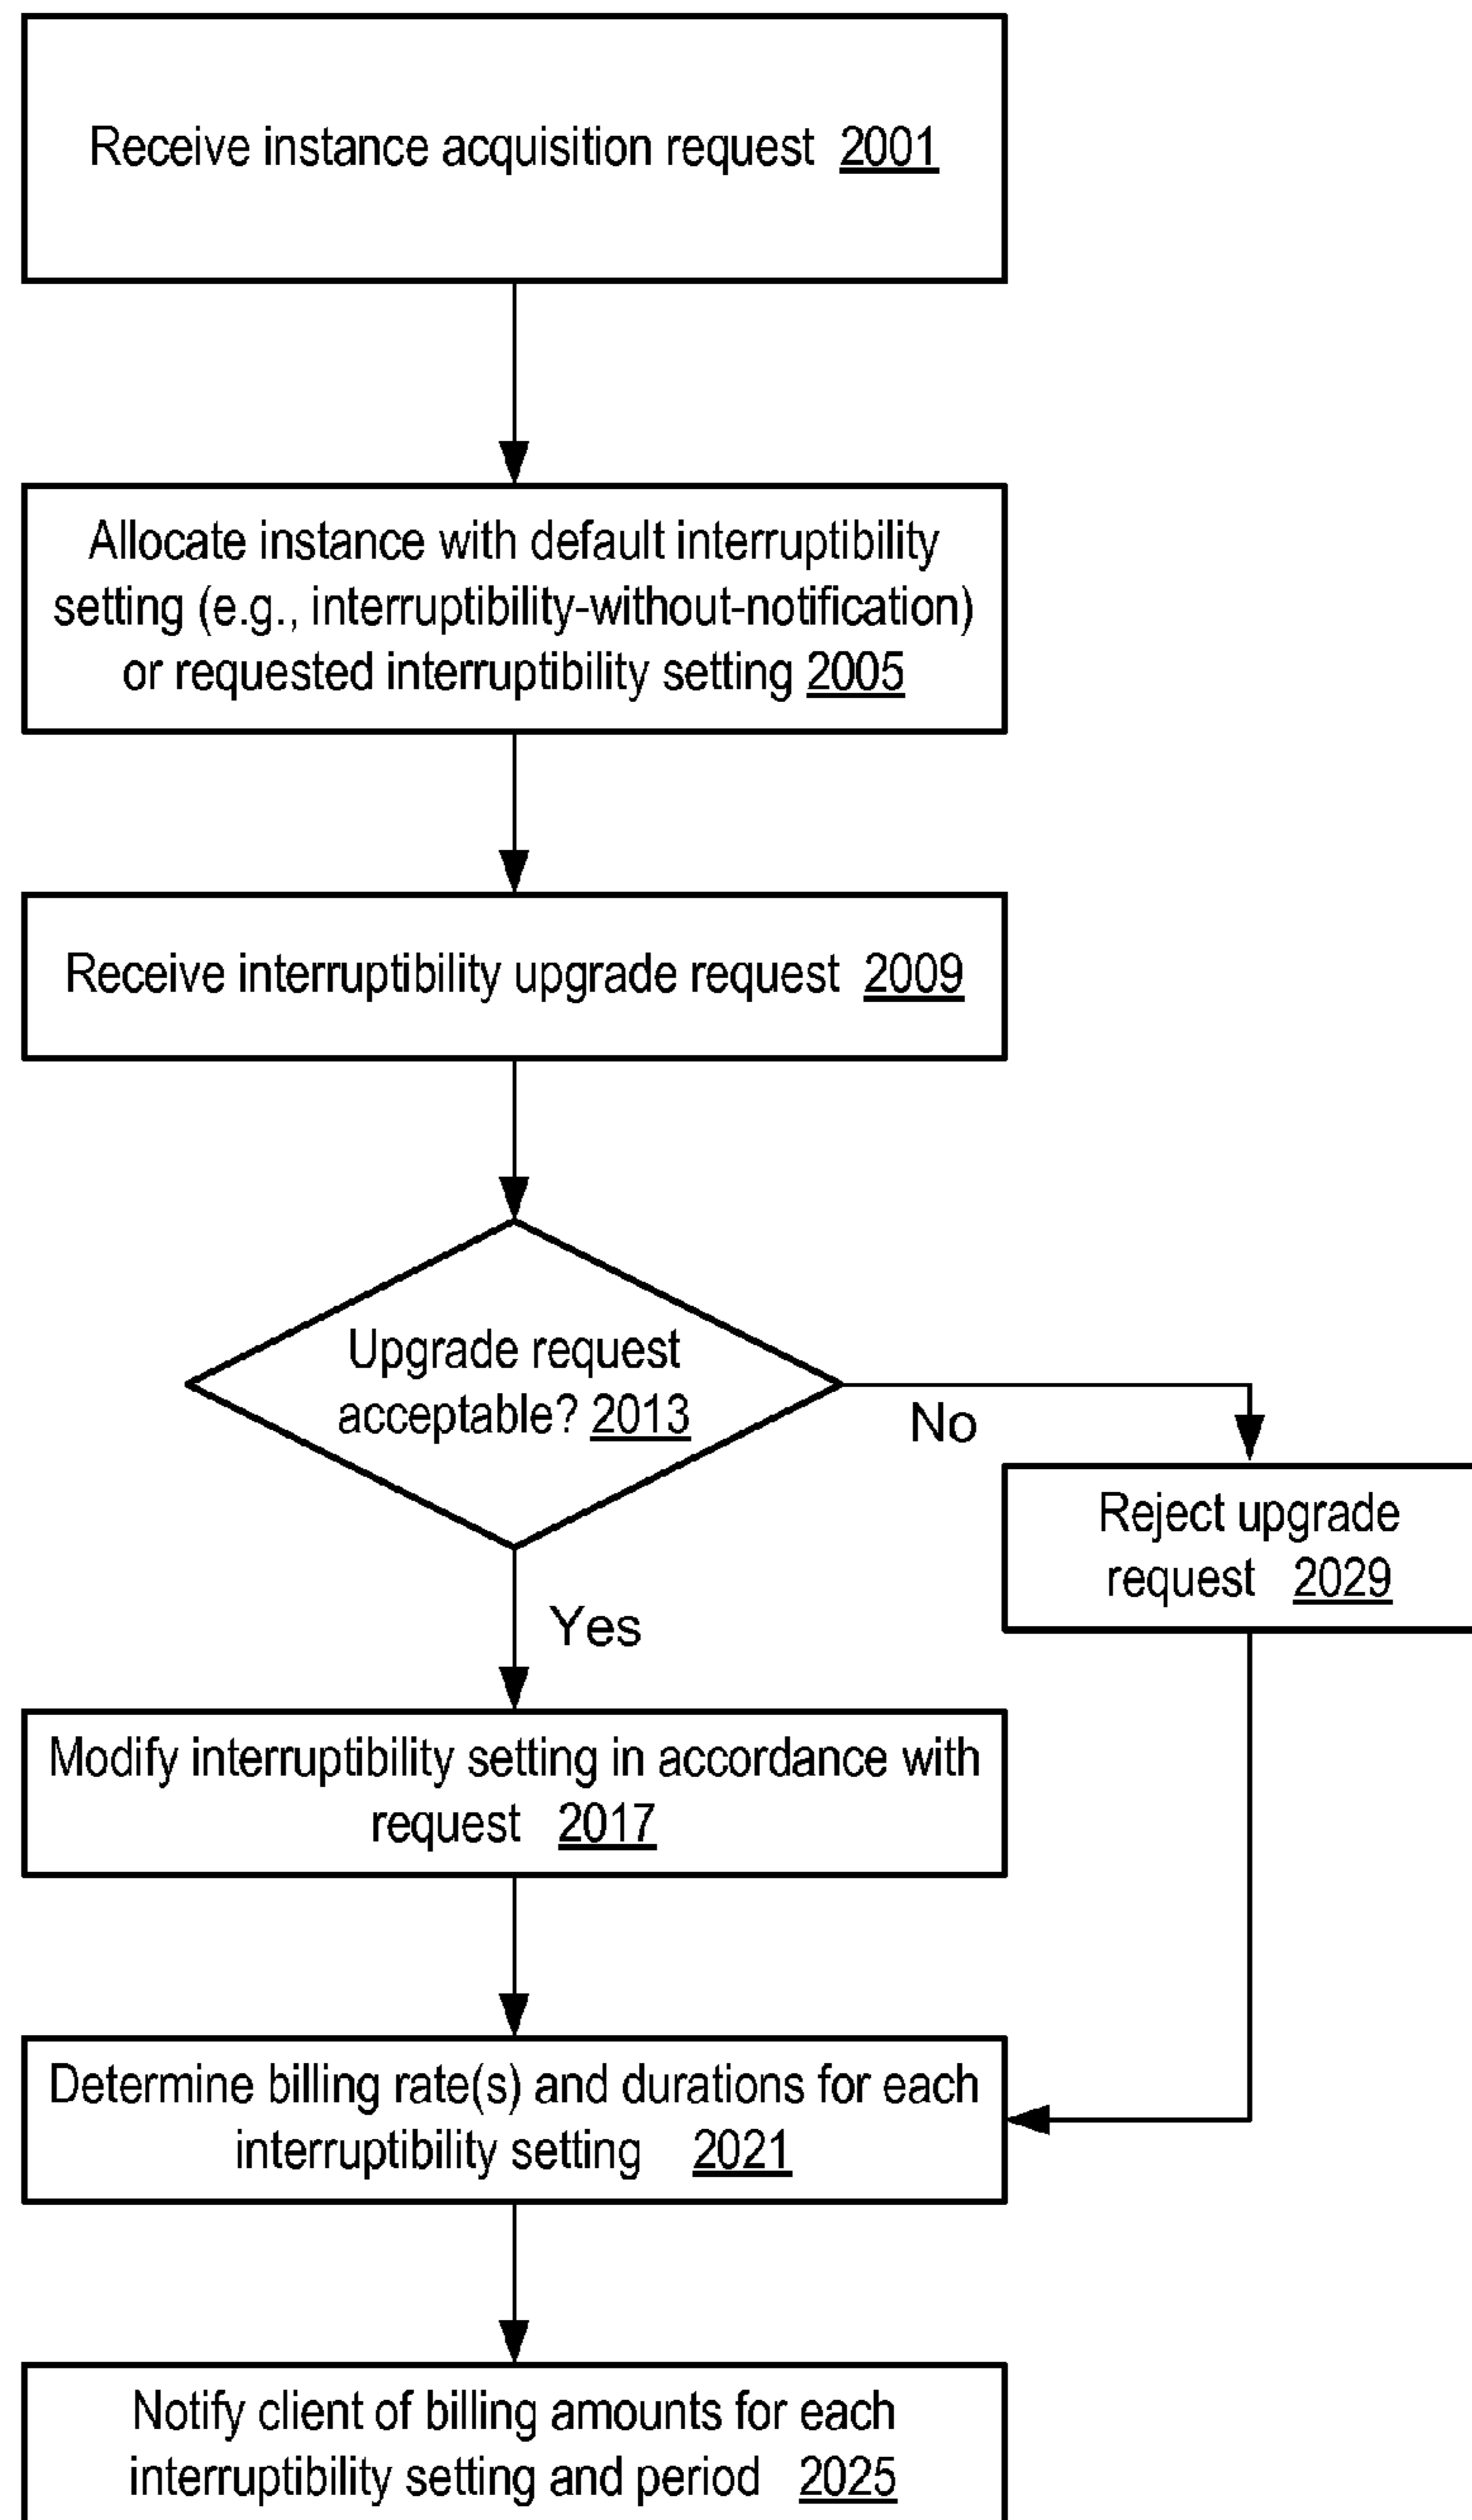 Receive instance acquisition request 2001
Allocate instance with default interruptibility
setting (e.g., interruptibility-without-notification)
or requested interruptibility setting 2005
Receive interruptibility upgrade request 2009
Upgrade request
acceptable? 2013
No
Reject upgrade
request 2029
Yes
Modify interruptibility setting in accordance with
request 2017
Determine billing rate(s) and durations for each
interruptibility setting 2021
Notify client of billing amounts for each
interruptibility setting and period 2025